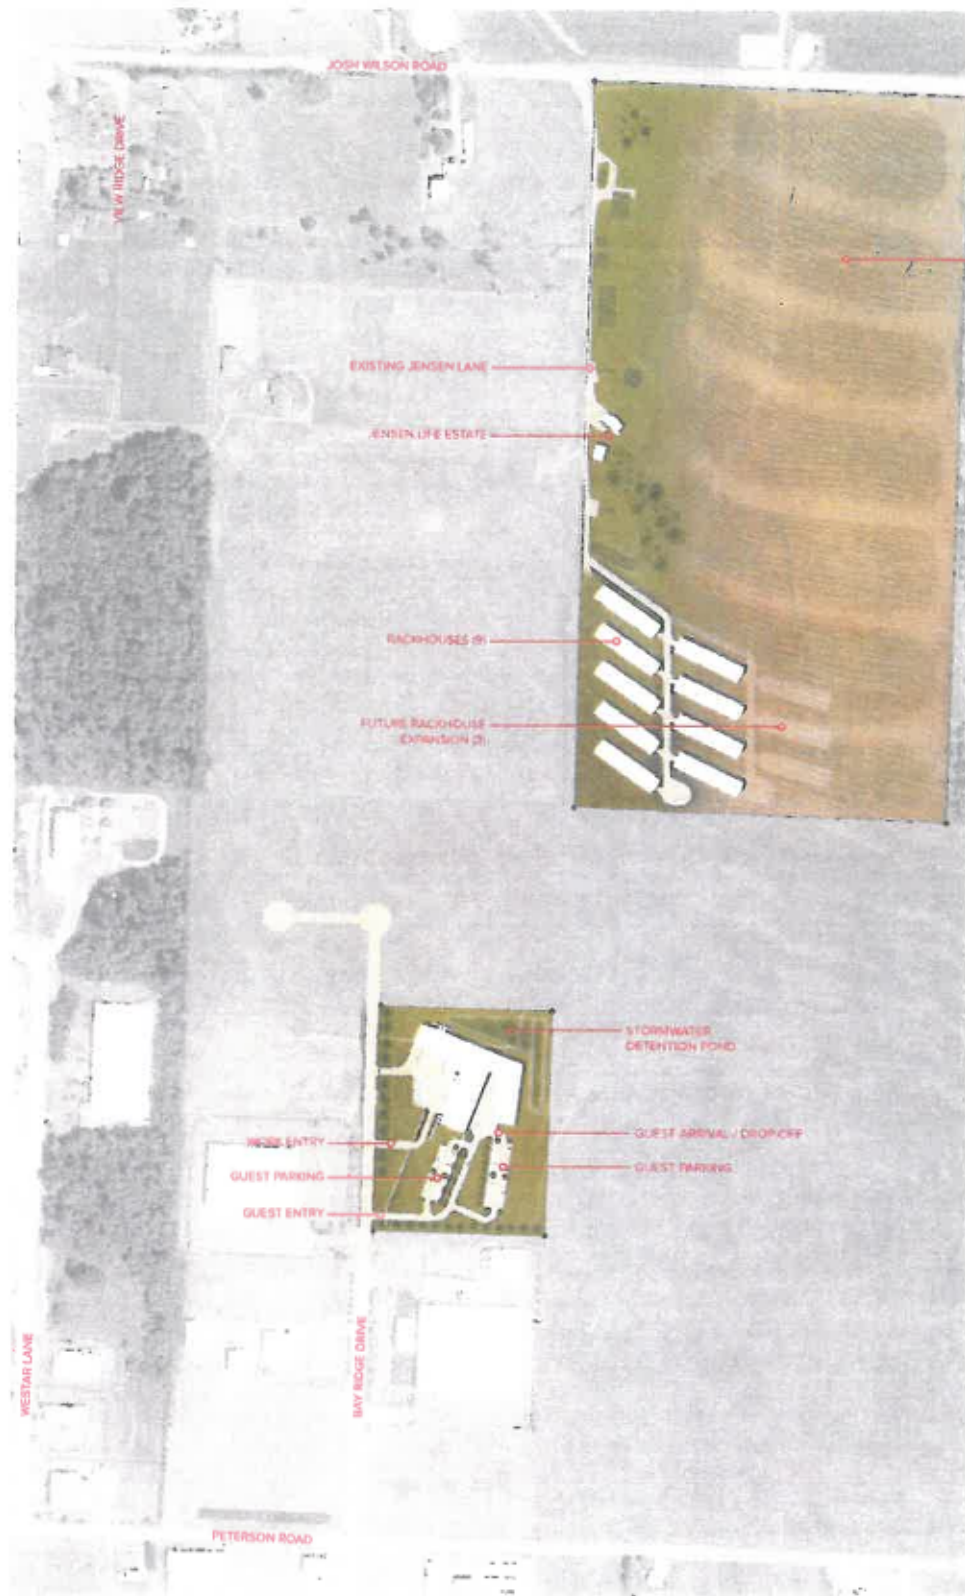 JOSH WILSON ROAD
VIEW RIDGE DRIVE
EXISTING JENSEN LANE
JENSEN LIFE ESTATE
RACKHOUSES (9)
FUTURE RACKHOUSE
EXPANSION (3)
STORMWATER
DETENTION POND
WORK ENTRY
GUEST ARRIVAL / DROP-OFF
GUEST PARKING
GUEST PARKING
GUEST ENTRY
WESTAR LANE
BAY RIDGE DRIVE
PETERSON ROAD